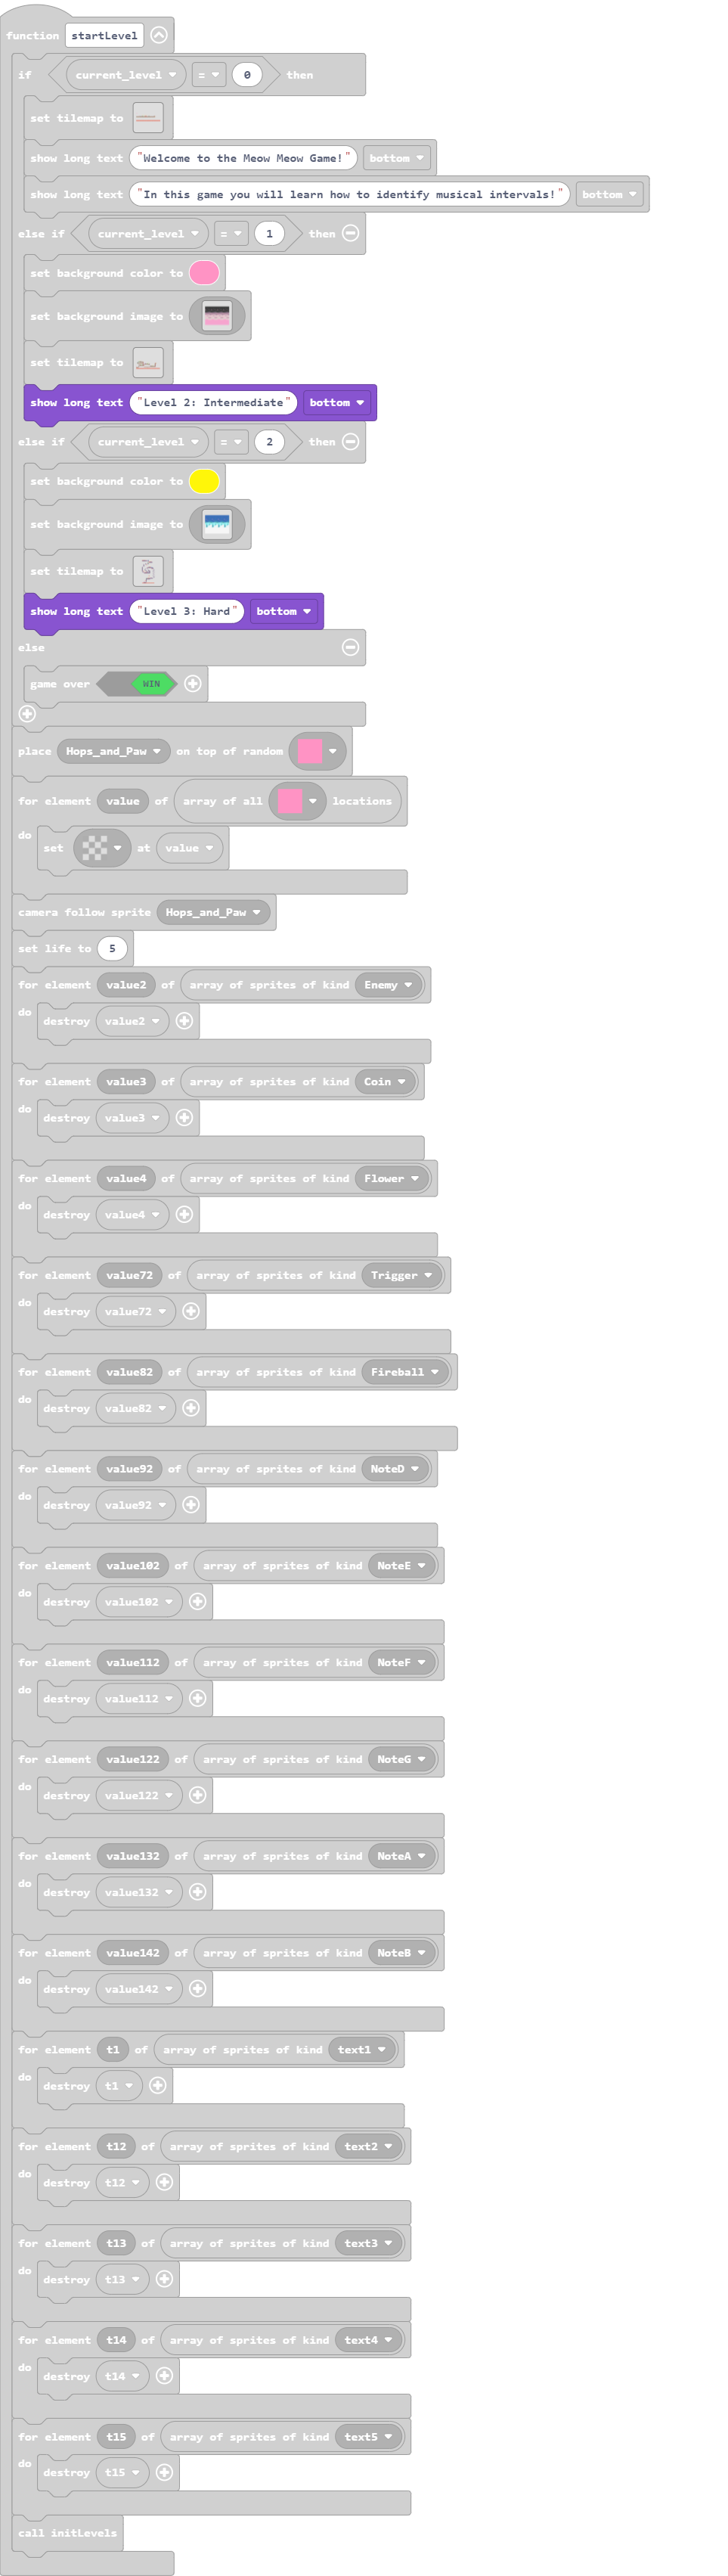 function startLevel
if current_level = 0 then
set tilemap to
show long text "Welcome to the Meow Meow Game!" bottom
show long text "In this game you will learn how to identify musical intervals!" bottom
else if current_level = 1 then
set background color to
set background image to
set tilemap to
show long text "Level 2: Intermediate" bottom
else if current_level = 2 then
set background color to
set background image to
set tilemap to
show long text "Level 3: Hard" bottom
else
game over WIN
place Hops_and_Paw on top of random
for element value of array of all locations
do set at value
camera follow sprite Hops_and_Paw
set life to 5
for element value2 of array of sprites of kind Enemy
do destroy value2
for element value3 of array of sprites of kind Coin
do destroy value3
for element value4 of array of sprites of kind Flower
do destroy value4
for element value72 of array of sprites of kind Trigger
do destroy value72
for element value82 of array of sprites of kind Fireball
do destroy value82
for element value92 of array of sprites of kind NoteD
do destroy value92
for element value102 of array of sprites of kind NoteE
do destroy value102
for element value112 of array of sprites of kind NoteF
do destroy value112
for element value122 of array of sprites of kind NoteG
do destroy value122
for element value132 of array of sprites of kind NoteA
do destroy value132
for element value142 of array of sprites of kind NoteB
do destroy value142
for element t1 of array of sprites of kind text1
do destroy t1
for element t12 of array of sprites of kind text2
do destroy t12
for element t13 of array of sprites of kind text3
do destroy t13
for element t14 of array of sprites of kind text4
do destroy t14
for element t15 of array of sprites of kind text5
do destroy t15
call initLevels